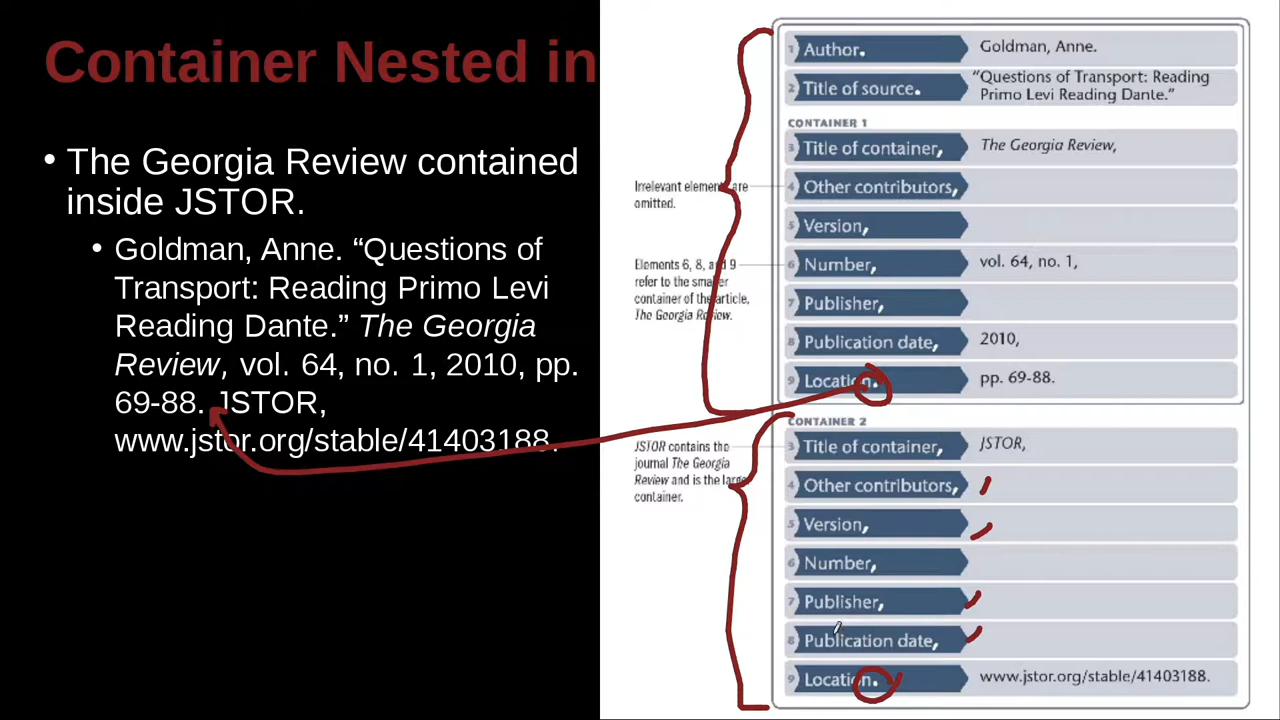 Container Nested in
• The Georgia Review contained
inside JSTOR.
• Goldman, Anne. “Questions of
Transport: Reading Primo Levi
Reading Dante.” The Georgia
Review, vol. 64, no. 1, 2010, pp.
69-88. JSTOR,
www.jstor.org/stable/41403188.
Irrelevant elements are
omitted.
Elements 6, 8, and 9
refer to the smaller
container of the article,
The Georgia Review.
JSTOR contains the
journal The Georgia
Review and is the larger
container.
1 Author. Goldman, Anne.
2 Title of source. “Questions of Transport: Reading
Primo Levi Reading Dante.”
CONTAINER 1
3 Title of container, The Georgia Review,
4 Other contributors,
5 Version,
6 Number, vol. 64, no. 1,
7 Publisher,
8 Publication date, 2010,
9 Location. pp. 69-88.
CONTAINER 2
3 Title of container, JSTOR,
4 Other contributors,
5 Version,
6 Number,
7 Publisher,
8 Publication date,
9 Location. www.jstor.org/stable/41403188.